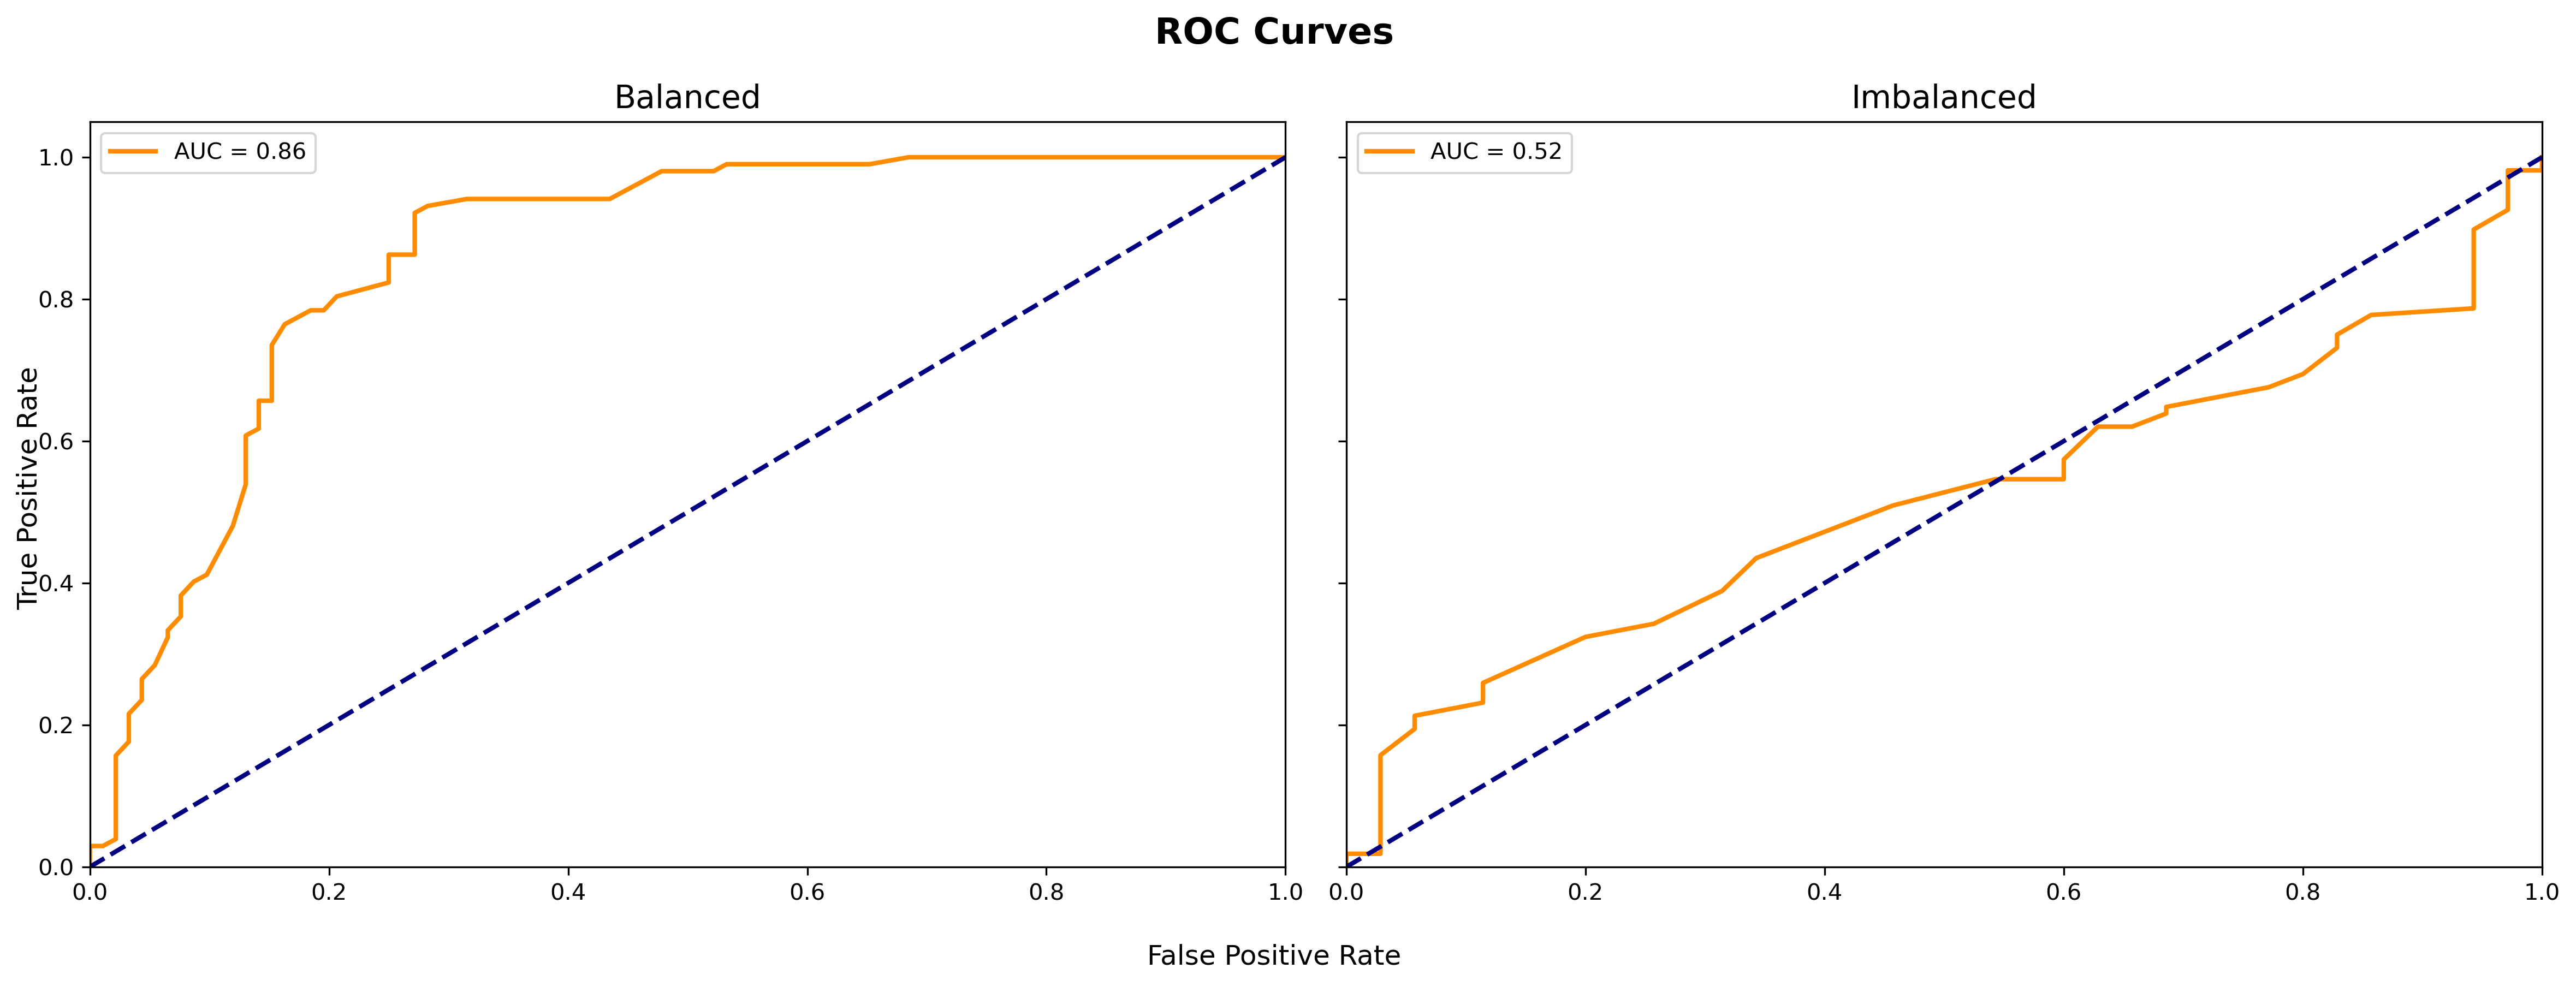 ROC Curves
Balanced
AUC = 0.86
True Positive Rate
1.0
0.8
0.6
0.4
0.2
0.0
0.0 0.2 0.4 0.6 0.8 1.0
Imbalanced
AUC = 0.52
0.0 0.2 0.4 0.6 0.8 1.0
False Positive Rate